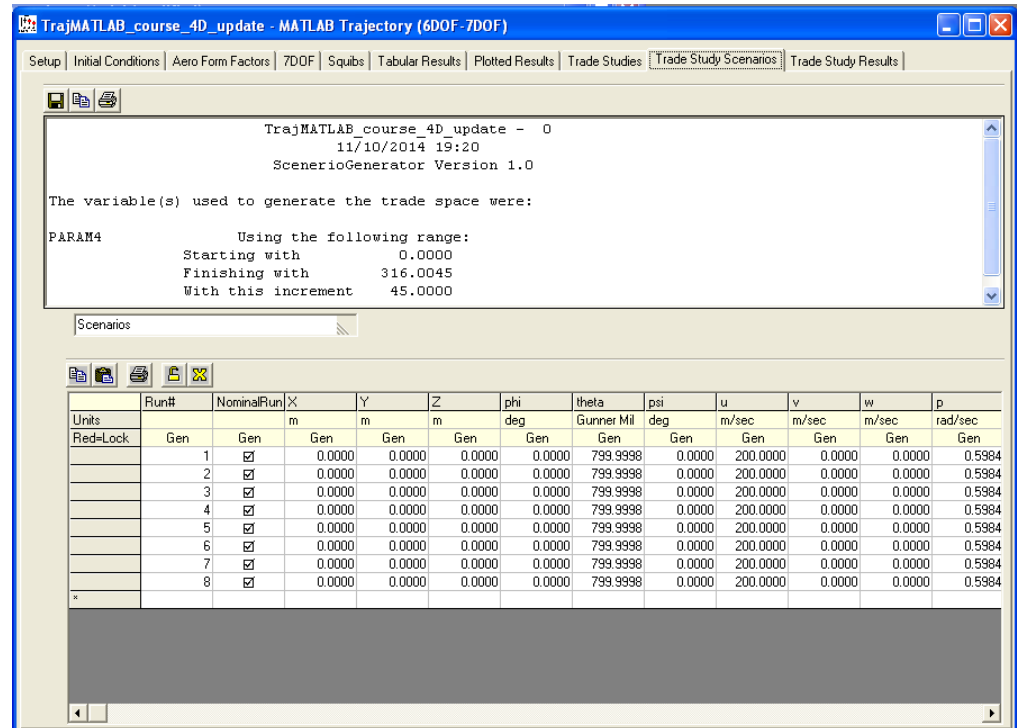 TrajMATLAB_course_4D_update - MATLAB Trajectory (6DOF-7DOF)
Setup Initial Conditions Aero Form Factors 7DOF Squibs Tabular Results Plotted Results Trade Studies Trade Study Scenarios Trade Study Results
TrajMATLAB_course_4D_update - 0
11/10/2014 19:20
ScenerioGenerator Version 1.0
The variable(s) used to generate the trade space were:
PARAM4 Using the following range:
Starting with 0.0000
Finishing with 316.0045
With this increment 45.0000
Scenarios
Run# NominalRun X Y Z phi theta psi u v w p
Units m m m deg Gunner Mil deg m/sec m/sec m/sec rad/sec
Red=Lock Gen Gen Gen Gen Gen Gen Gen Gen Gen Gen Gen Gen
1 0.0000 0.0000 0.0000 0.0000 799.9998 0.0000 200.0000 0.0000 0.0000 0.5984
2 0.0000 0.0000 0.0000 0.0000 799.9998 0.0000 200.0000 0.0000 0.0000 0.5984
3 0.0000 0.0000 0.0000 0.0000 799.9998 0.0000 200.0000 0.0000 0.0000 0.5984
4 0.0000 0.0000 0.0000 0.0000 799.9998 0.0000 200.0000 0.0000 0.0000 0.5984
5 0.0000 0.0000 0.0000 0.0000 799.9998 0.0000 200.0000 0.0000 0.0000 0.5984
6 0.0000 0.0000 0.0000 0.0000 799.9998 0.0000 200.0000 0.0000 0.0000 0.5984
7 0.0000 0.0000 0.0000 0.0000 799.9998 0.0000 200.0000 0.0000 0.0000 0.5984
8 0.0000 0.0000 0.0000 0.0000 799.9998 0.0000 200.0000 0.0000 0.0000 0.5984
*